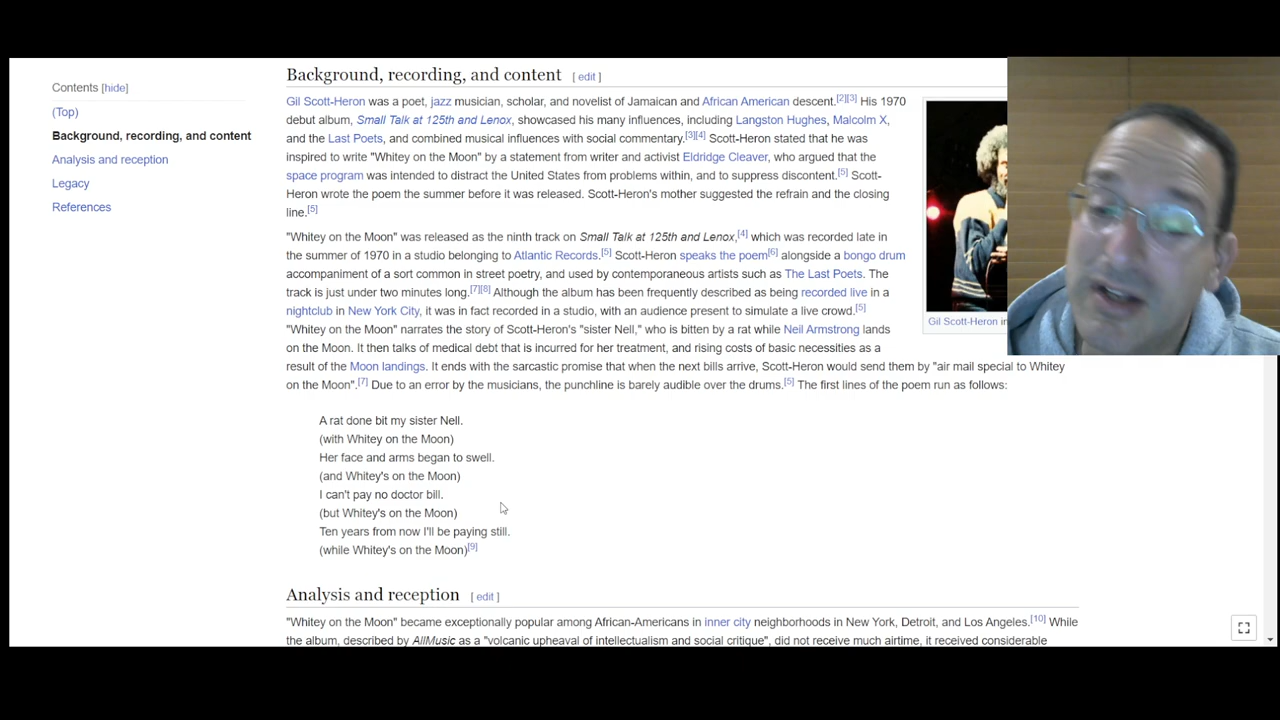 Contents [hide]
(Top)
Background, recording, and content
Analysis and reception
Legacy
References
Background, recording, and content [ edit ]
Gil Scott-Heron was a poet, jazz musician, scholar, and novelist of Jamaican and African American descent.[2][3] His 1970
debut album, Small Talk at 125th and Lenox, showcased his many influences, including Langston Hughes, Malcolm X,
and the Last Poets, and combined musical influences with social commentary.[3][4] Scott-Heron stated that he was
inspired to write "Whitey on the Moon" by a statement from writer and activist Eldridge Cleaver, who argued that the
space program was intended to distract the United States from problems within, and to suppress discontent.[5] Scott-
Heron wrote the poem the summer before it was released. Scott-Heron's mother suggested the refrain and the closing
line.[5]
"Whitey on the Moon" was released as the ninth track on Small Talk at 125th and Lenox,[4] which was recorded late in
the summer of 1970 in a studio belonging to Atlantic Records.[5] Scott-Heron speaks the poem[6] alongside a bongo drum
accompaniment of a sort common in street poetry, and used by contemporaneous artists such as The Last Poets. The
track is just under two minutes long.[7][8] Although the album has been frequently described as being recorded live in a
nightclub in New York City, it was in fact recorded in a studio, with an audience present to simulate a live crowd.[5]
"Whitey on the Moon" narrates the story of Scott-Heron's "sister Nell," who is bitten by a rat while Neil Armstrong lands
on the Moon. It then talks of medical debt that is incurred for her treatment, and rising costs of basic necessities as a
result of the Moon landings. It ends with the sarcastic promise that when the next bills arrive, Scott-Heron would send them by "air mail special to Whitey
on the Moon".[7] Due to an error by the musicians, the punchline is barely audible over the drums.[5] The first lines of the poem run as follows:
Gil Scott-Heron in
A rat done bit my sister Nell.
(with Whitey on the Moon)
Her face and arms began to swell.
(and Whitey's on the Moon)
I can't pay no doctor bill.
(but Whitey's on the Moon)
Ten years from now I'll be paying still.
(while Whitey's on the Moon)[9]
Analysis and reception [ edit ]
"Whitey on the Moon" became exceptionally popular among African-Americans in inner city neighborhoods in New York, Detroit, and Los Angeles.[10] While
the album, described by AllMusic as a "volcanic upheaval of intellectualism and social critique", did not receive much airtime, it received considerable